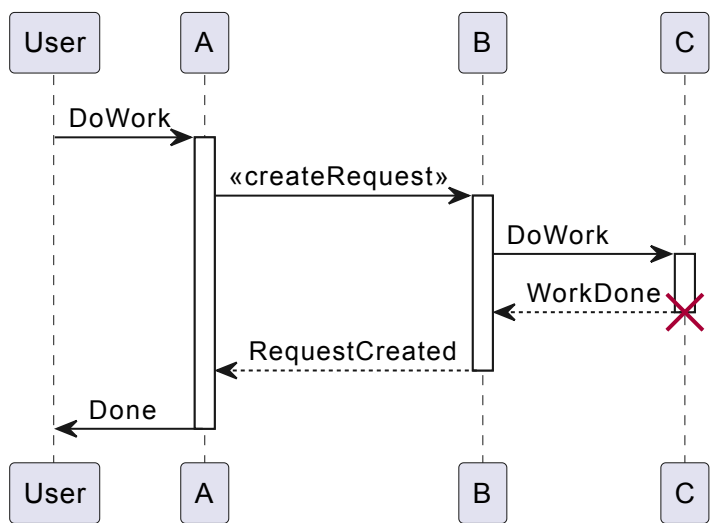 User A B C
DoWork
«createRequest»
DoWork
WorkDone
RequestCreated
Done
User A B C